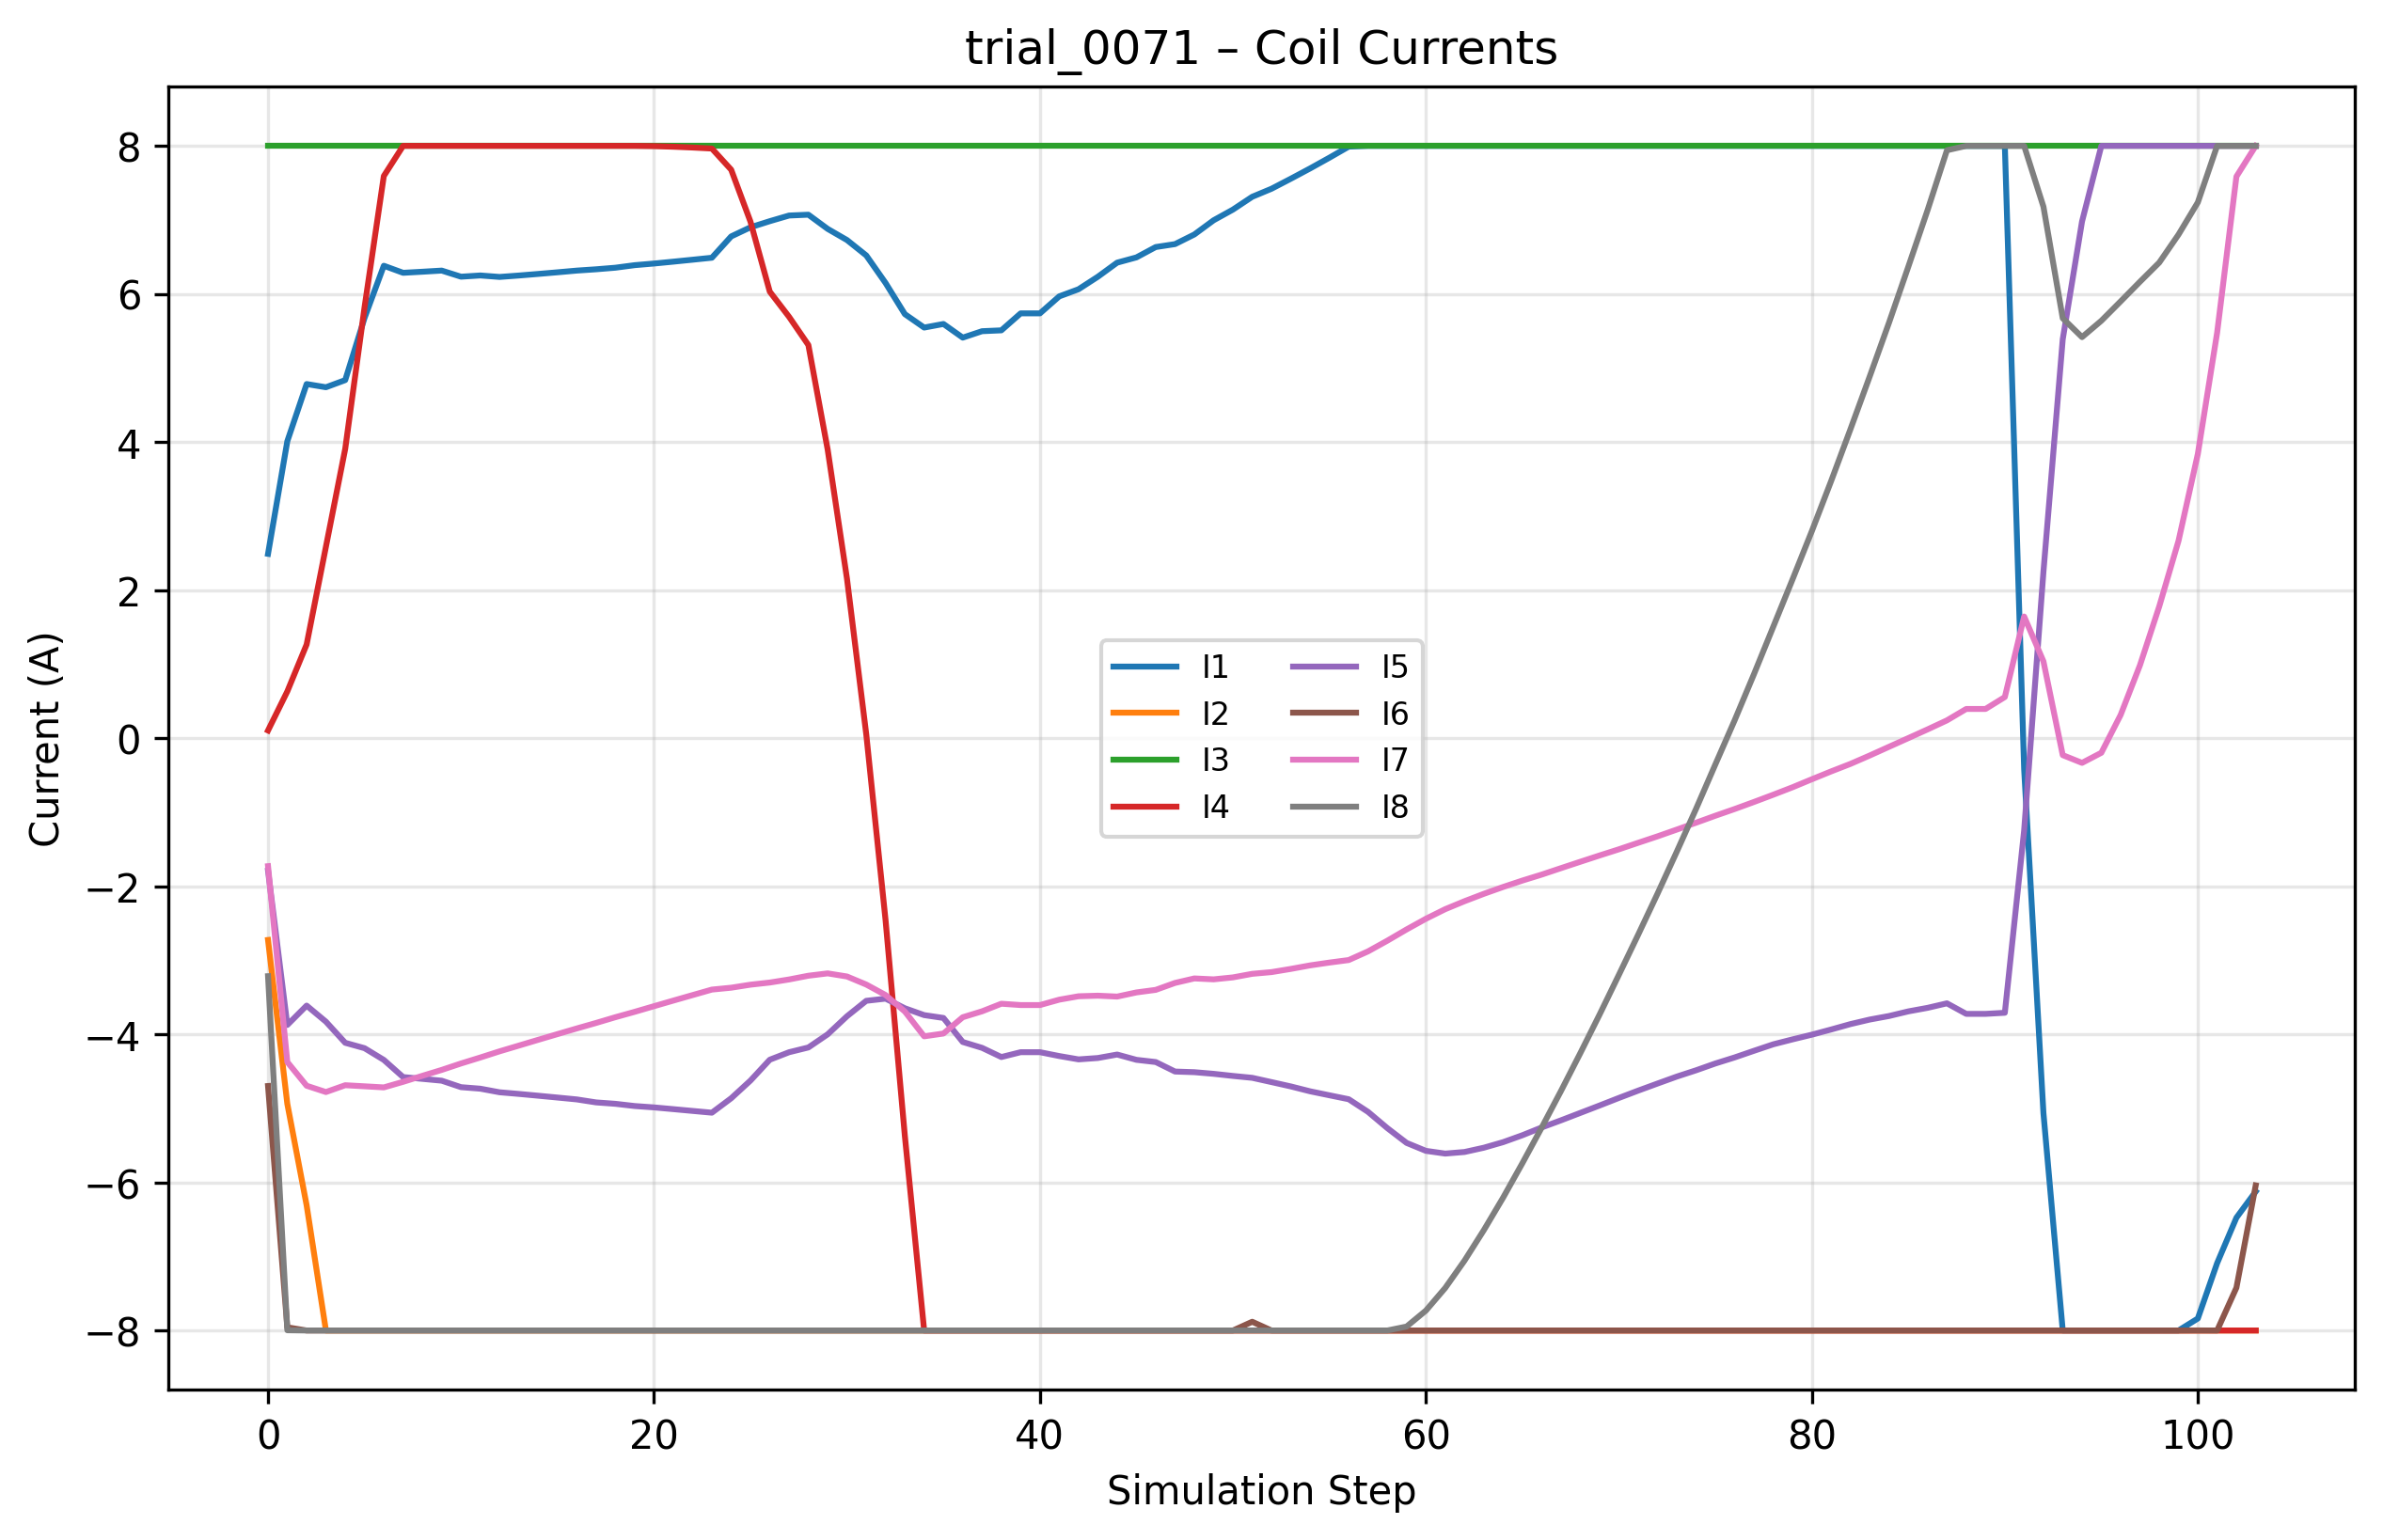 trial_0071 – Coil Currents
Current (A)
8
6
4
2
0
−2
−4
−6
−8
I1
I2
I3
I4
I5
I6
I7
I8
0
20
40
60
80
100
Simulation Step